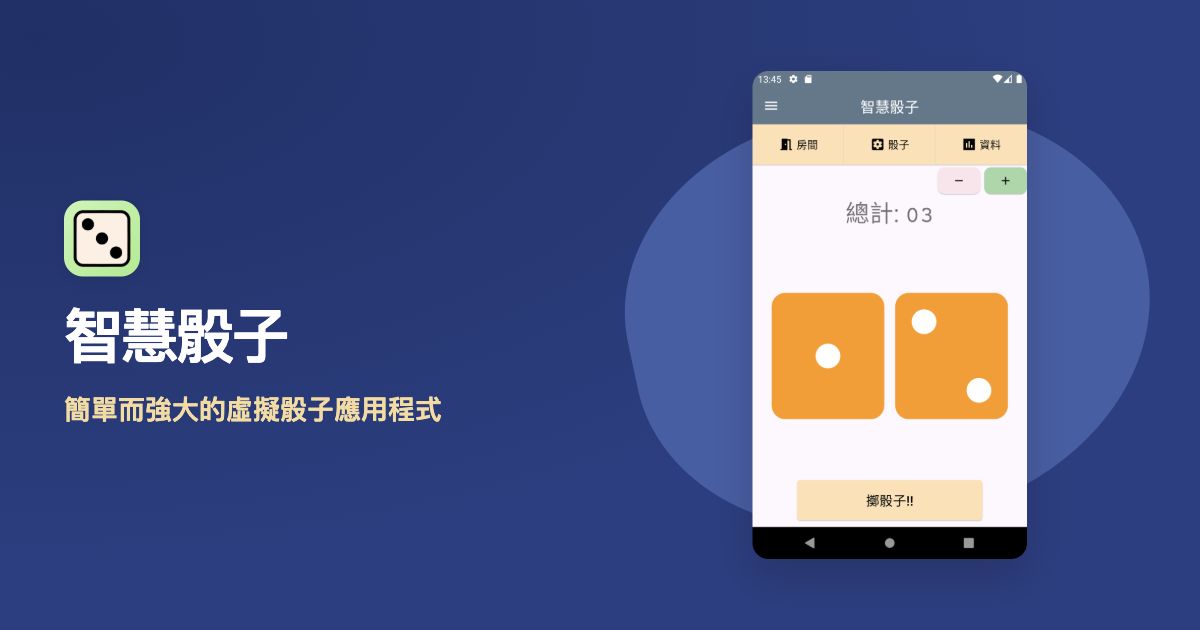 智慧骰子
簡單而強大的虛擬骰子應用程式
13:45
智慧骰子
房間 骰子 資料
− +
總計: 03
擲骰子!!